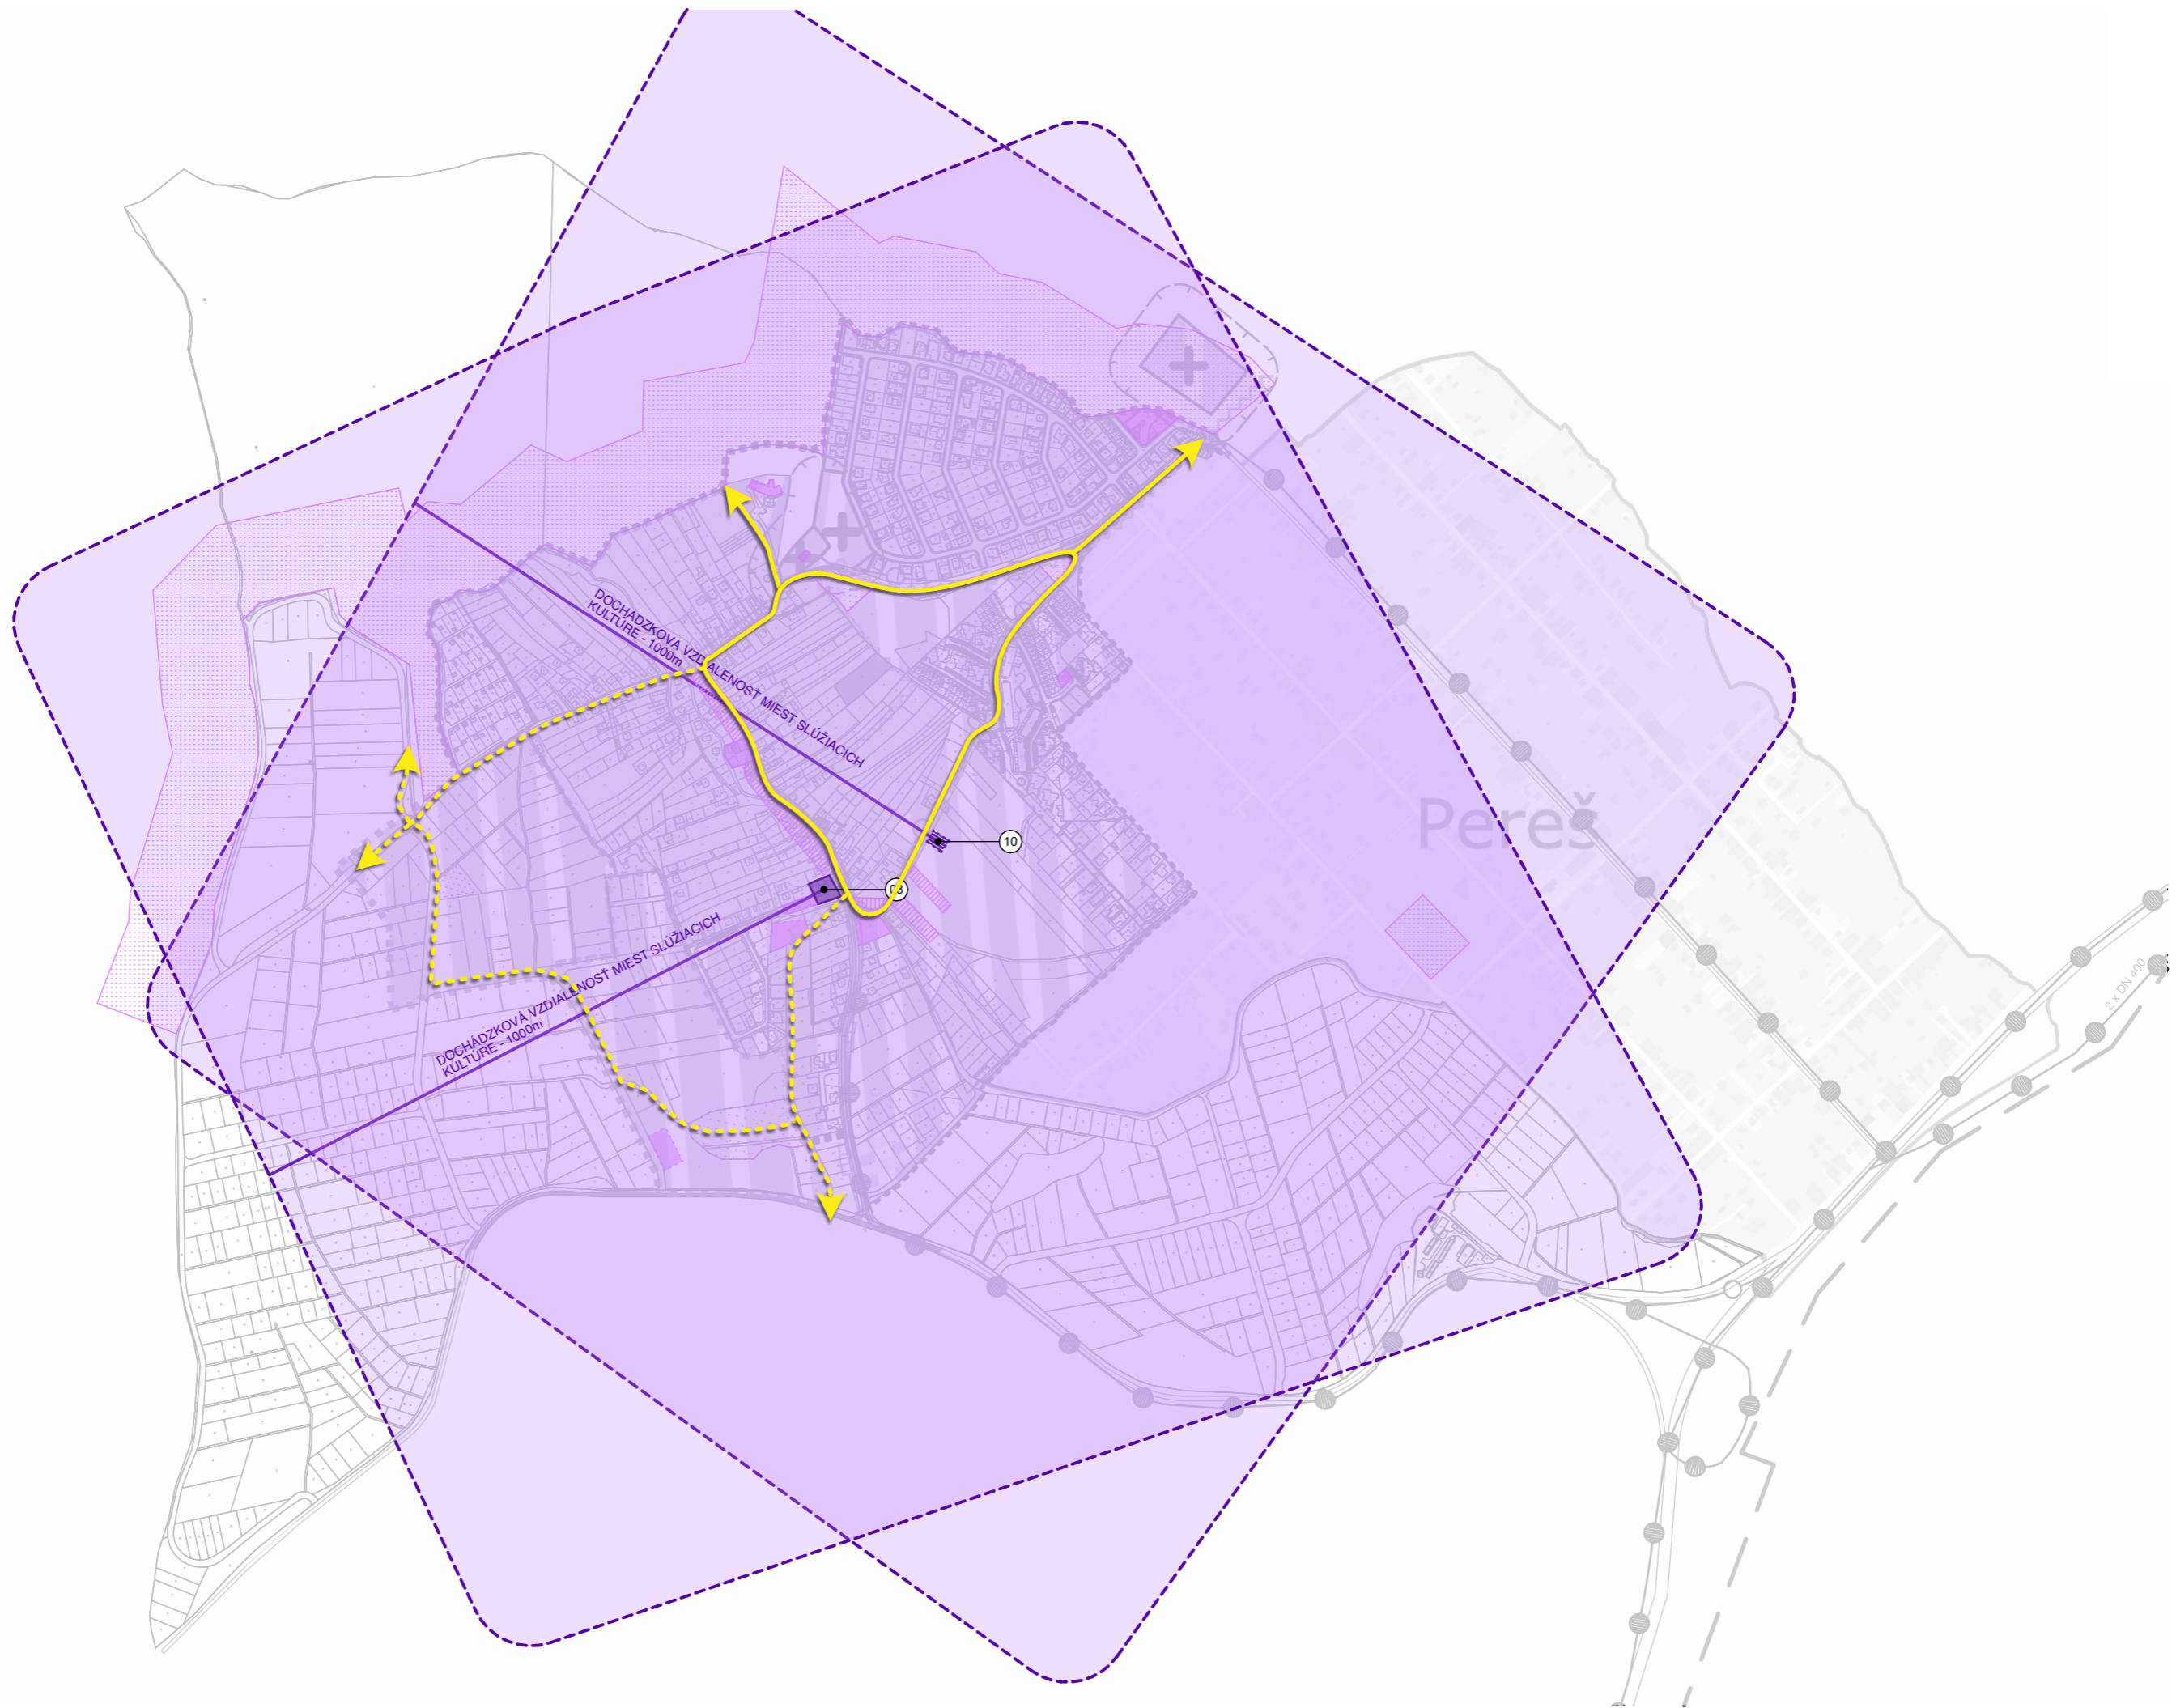 DOCHÁDZKOVÁ VZDIALENOSŤ MIEST SLÚŽIACICH
KULTÚRE - 1000m
Pereš
10
03
DOCHÁDZKOVÁ VZDIALENOSŤ MIEST SLÚŽIACICH
KULTÚRE - 1000m
2 x DN 400